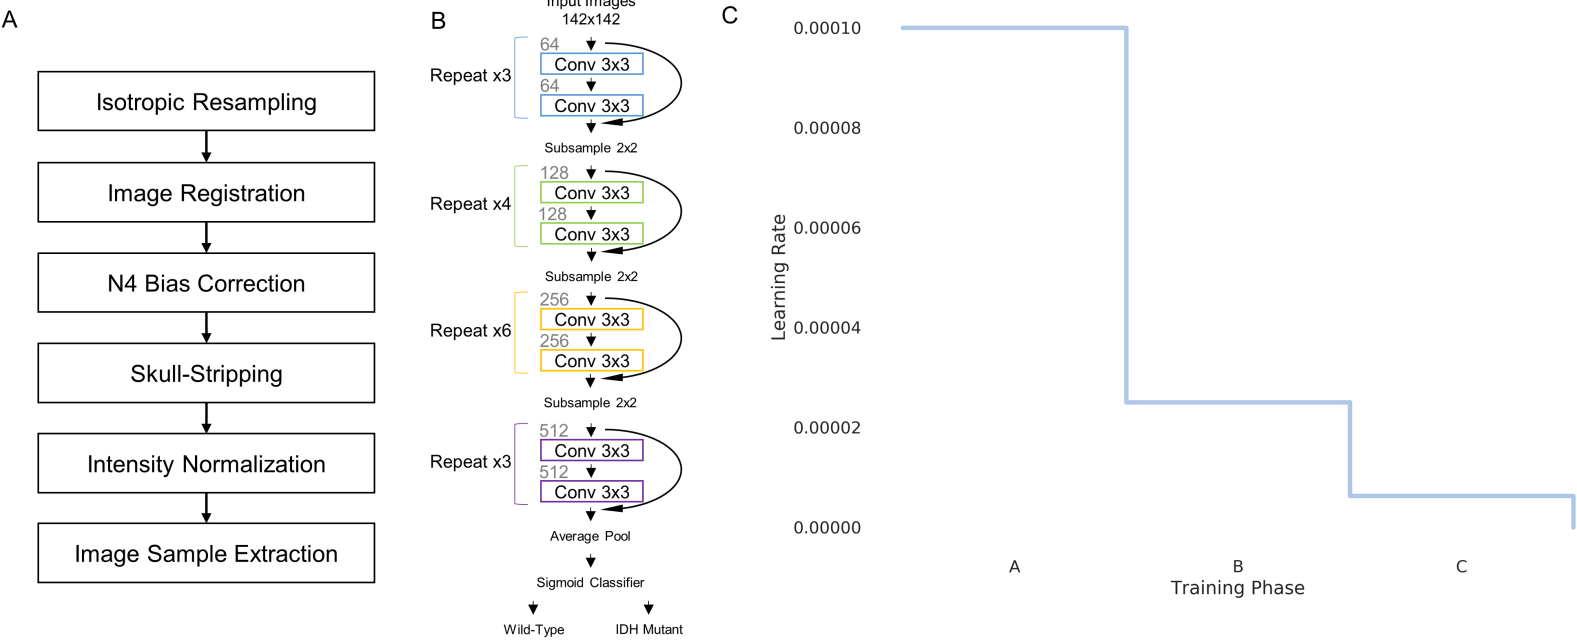 A
Isotropic Resampling
Image Registration
N4 Bias Correction
Skull-Stripping
Intensity Normalization
Image Sample Extraction
B
Input Images
142x142
Repeat x3
64
Conv 3x3
64
Conv 3x3
Subsample 2x2
Repeat x4
128
Conv 3x3
128
Conv 3x3
Subsample 2x2
Repeat x6
256
Conv 3x3
256
Conv 3x3
Subsample 2x2
Repeat x3
512
Conv 3x3
512
Conv 3x3
Average Pool
Sigmoid Classifier
Wild-Type IDH Mutant
C
Learning Rate
0.00010
0.00008
0.00006
0.00004
0.00002
0.00000
A B C
Training Phase